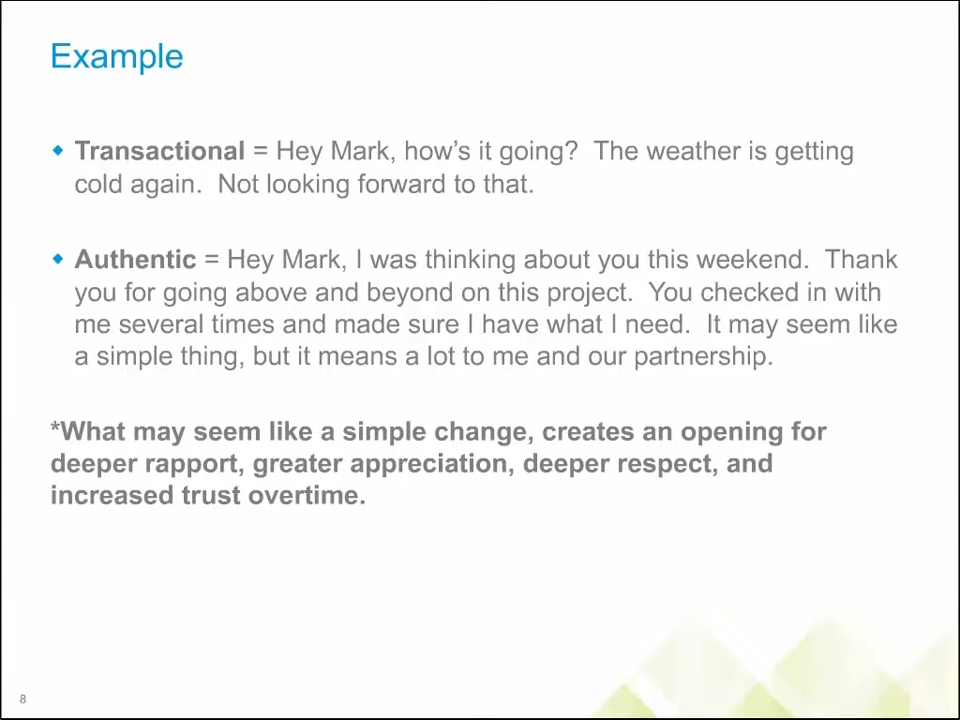 Example
Transactional = Hey Mark, how's it going?  The weather is getting
cold again.  Not looking forward to that.
Authentic = Hey Mark, I was thinking about you this weekend.  Thank
you for going above and beyond on this project.  You checked in with
me several times and made sure I have what I need.  It may seem like
a simple thing, but it means a lot to me and our partnership.
*What may seem like a simple change, creates an opening for
deeper rapport, greater appreciation, deeper respect, and
increased trust overtime.
8